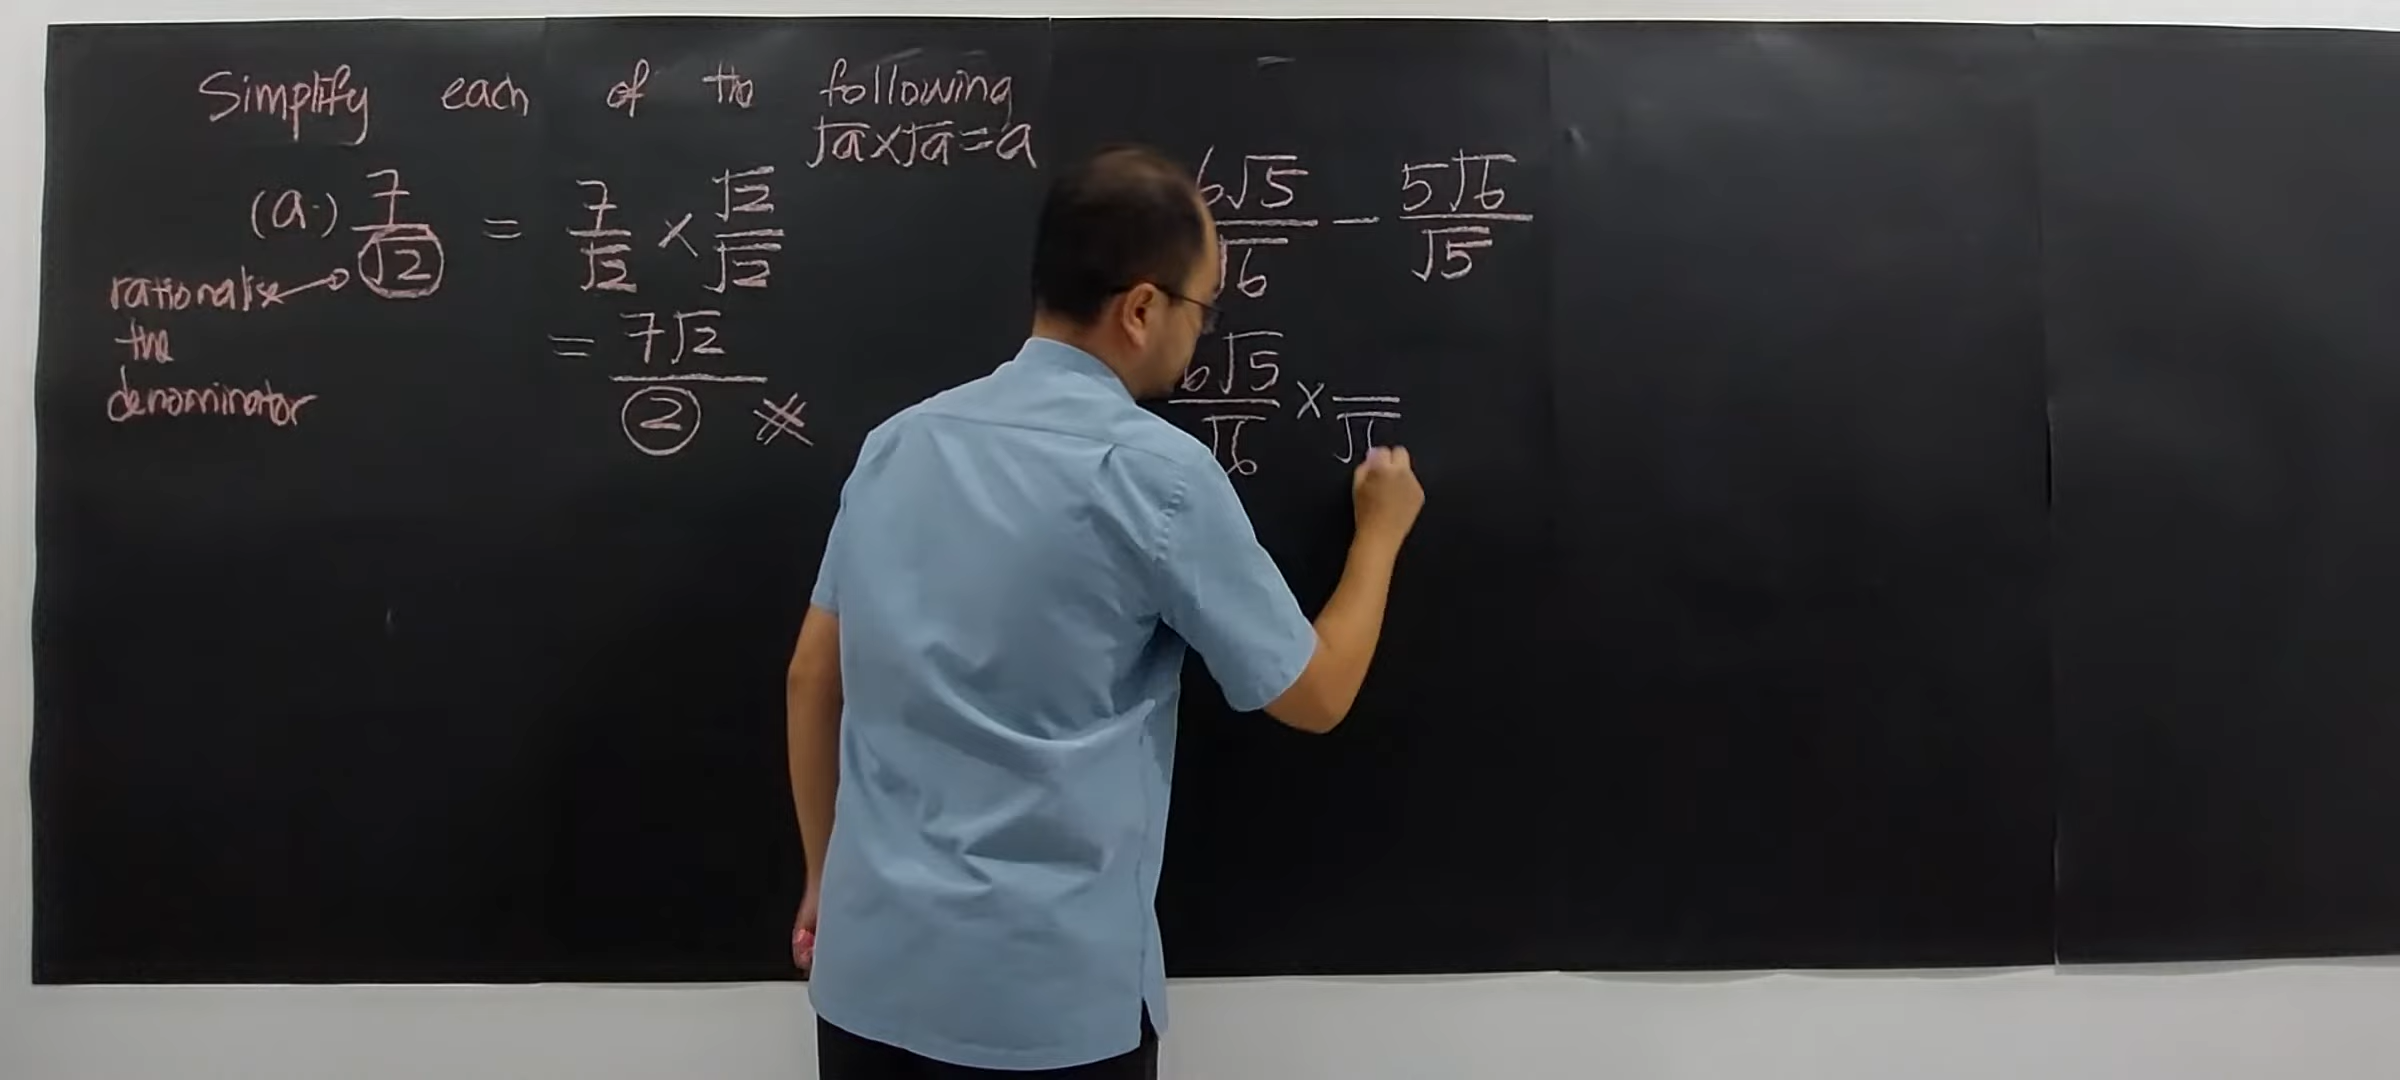 Simplify each of the following
√a×√a=a
(a.) 7/√2 = 7/√2 × √2/√2
rationalise
the
denominator
= 7√2/2
6√5/√6 − 5√6/√5
6√5/√6 × /√